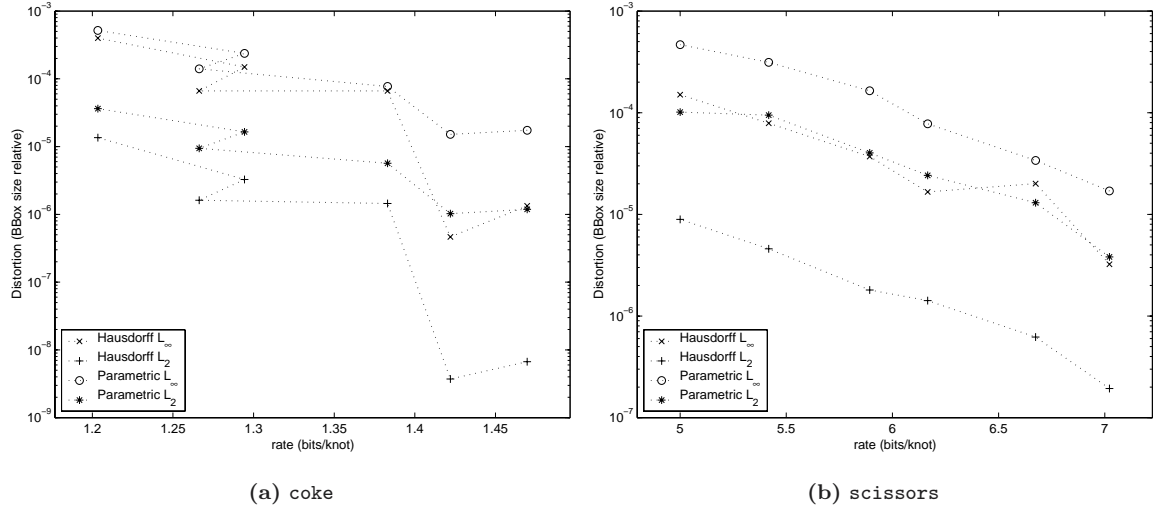 10⁻³
10⁻⁴
10⁻⁵
10⁻⁶
10⁻⁷
10⁻⁸
10⁻⁹
Distortion (BBox size relative)
Hausdorff L∞
Hausdorff L₂
Parametric L∞
Parametric L₂
1.2 1.25 1.3 1.35 1.4 1.45
rate (bits/knot)
(a) coke
10⁻³
10⁻⁴
10⁻⁵
10⁻⁶
10⁻⁷
Distortion (BBox size relative)
Hausdorff L∞
Hausdorff L₂
Parametric L∞
Parametric L₂
5 5.5 6 6.5 7
rate (bits/knot)
(b) scissors